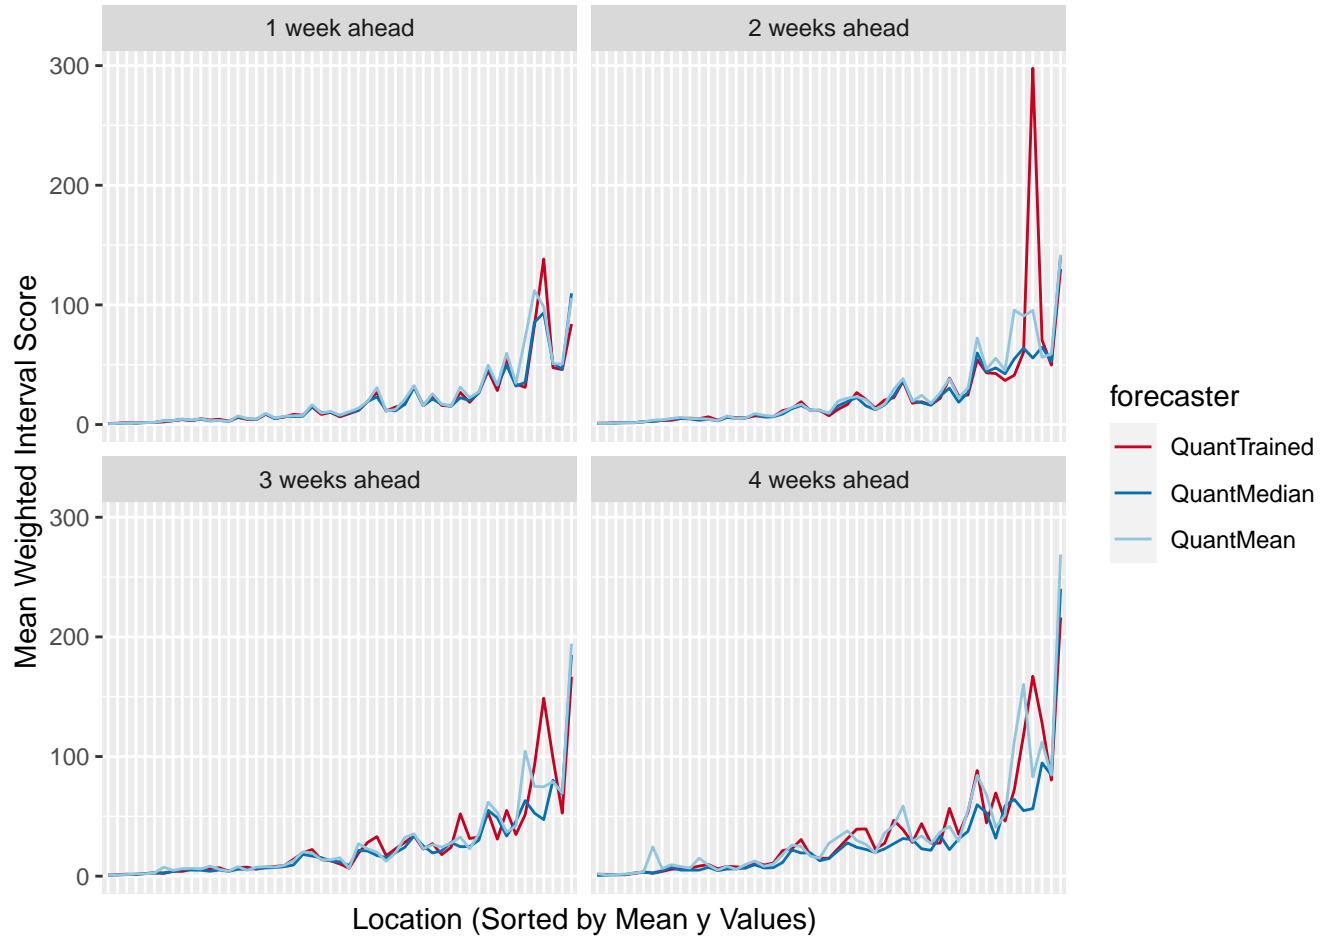 1 week ahead
2 weeks ahead
300
200
100
0
3 weeks ahead
4 weeks ahead
300
200
100
0
Mean Weighted Interval Score
Location (Sorted by Mean y Values)
forecaster
QuantTrained
QuantMedian
QuantMean